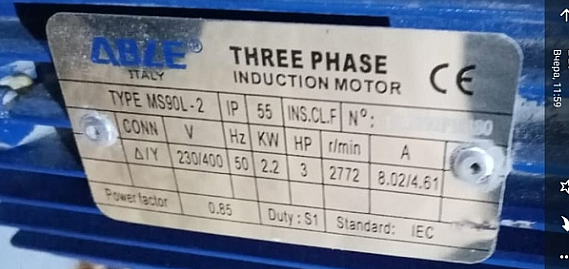 ABLE®
ITALY
THREE PHASE
INDUCTION MOTOR
CE
TYPE MS90L-2 IP 55 INS.CL.F Nº:
CONN V Hz KW HP r/min A
Δ/Y 230/400 50 2.2 3 2772 8.02/4.61
Power factor 0.85 Duty: S1 Standard: IEC
Вчера, 11:59